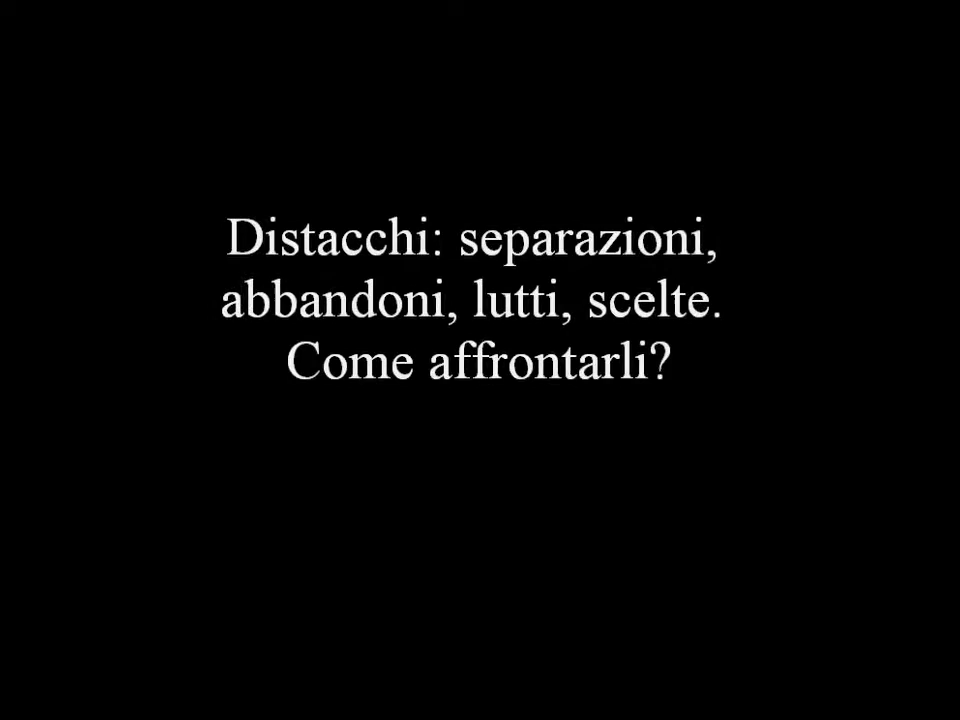 Distacchi: separazioni,
abbandoni, lutti, scelte.
Come affrontarli?